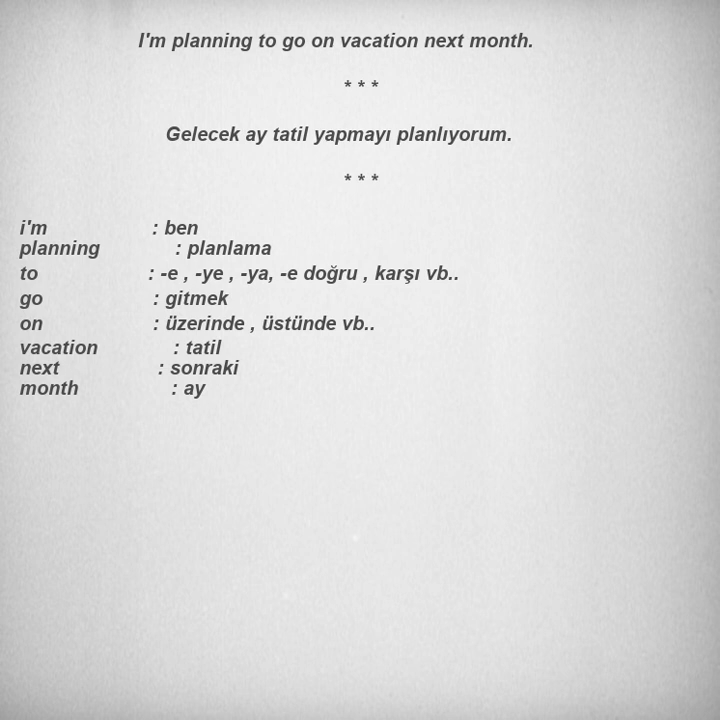 I'm planning to go on vacation next month.
* * *
Gelecek ay tatil yapmayı planlıyorum.
* * *
i'm : ben
planning : planlama
to : -e , -ye , -ya, -e doğru , karşı vb..
go : gitmek
on : üzerinde , üstünde vb..
vacation : tatil
next : sonraki
month : ay